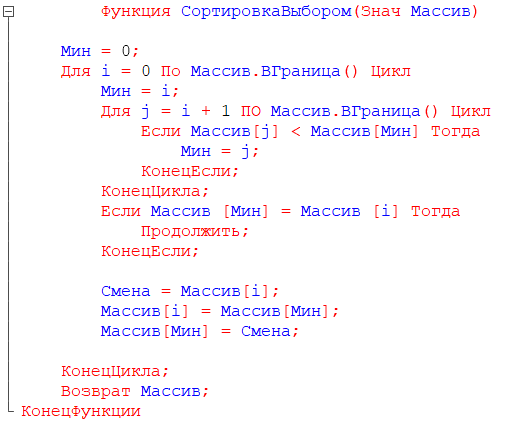 Функция СортировкаВыбором(Знач Массив)
Мин = 0;
Для i = 0 По Массив.ВГраница() Цикл
Мин = i;
Для j = i + 1 ПО Массив.ВГраница() Цикл
Если Массив[j] < Массив[Мин] Тогда
Мин = j;
КонецЕсли;
КонецЦикла;
Если Массив [Мин] = Массив [i] Тогда
Продолжить;
КонецЕсли;
Смена = Массив[i];
Массив[i] = Массив[Мин];
Массив[Мин] = Смена;
КонецЦикла;
Возврат Массив;
КонецФункции